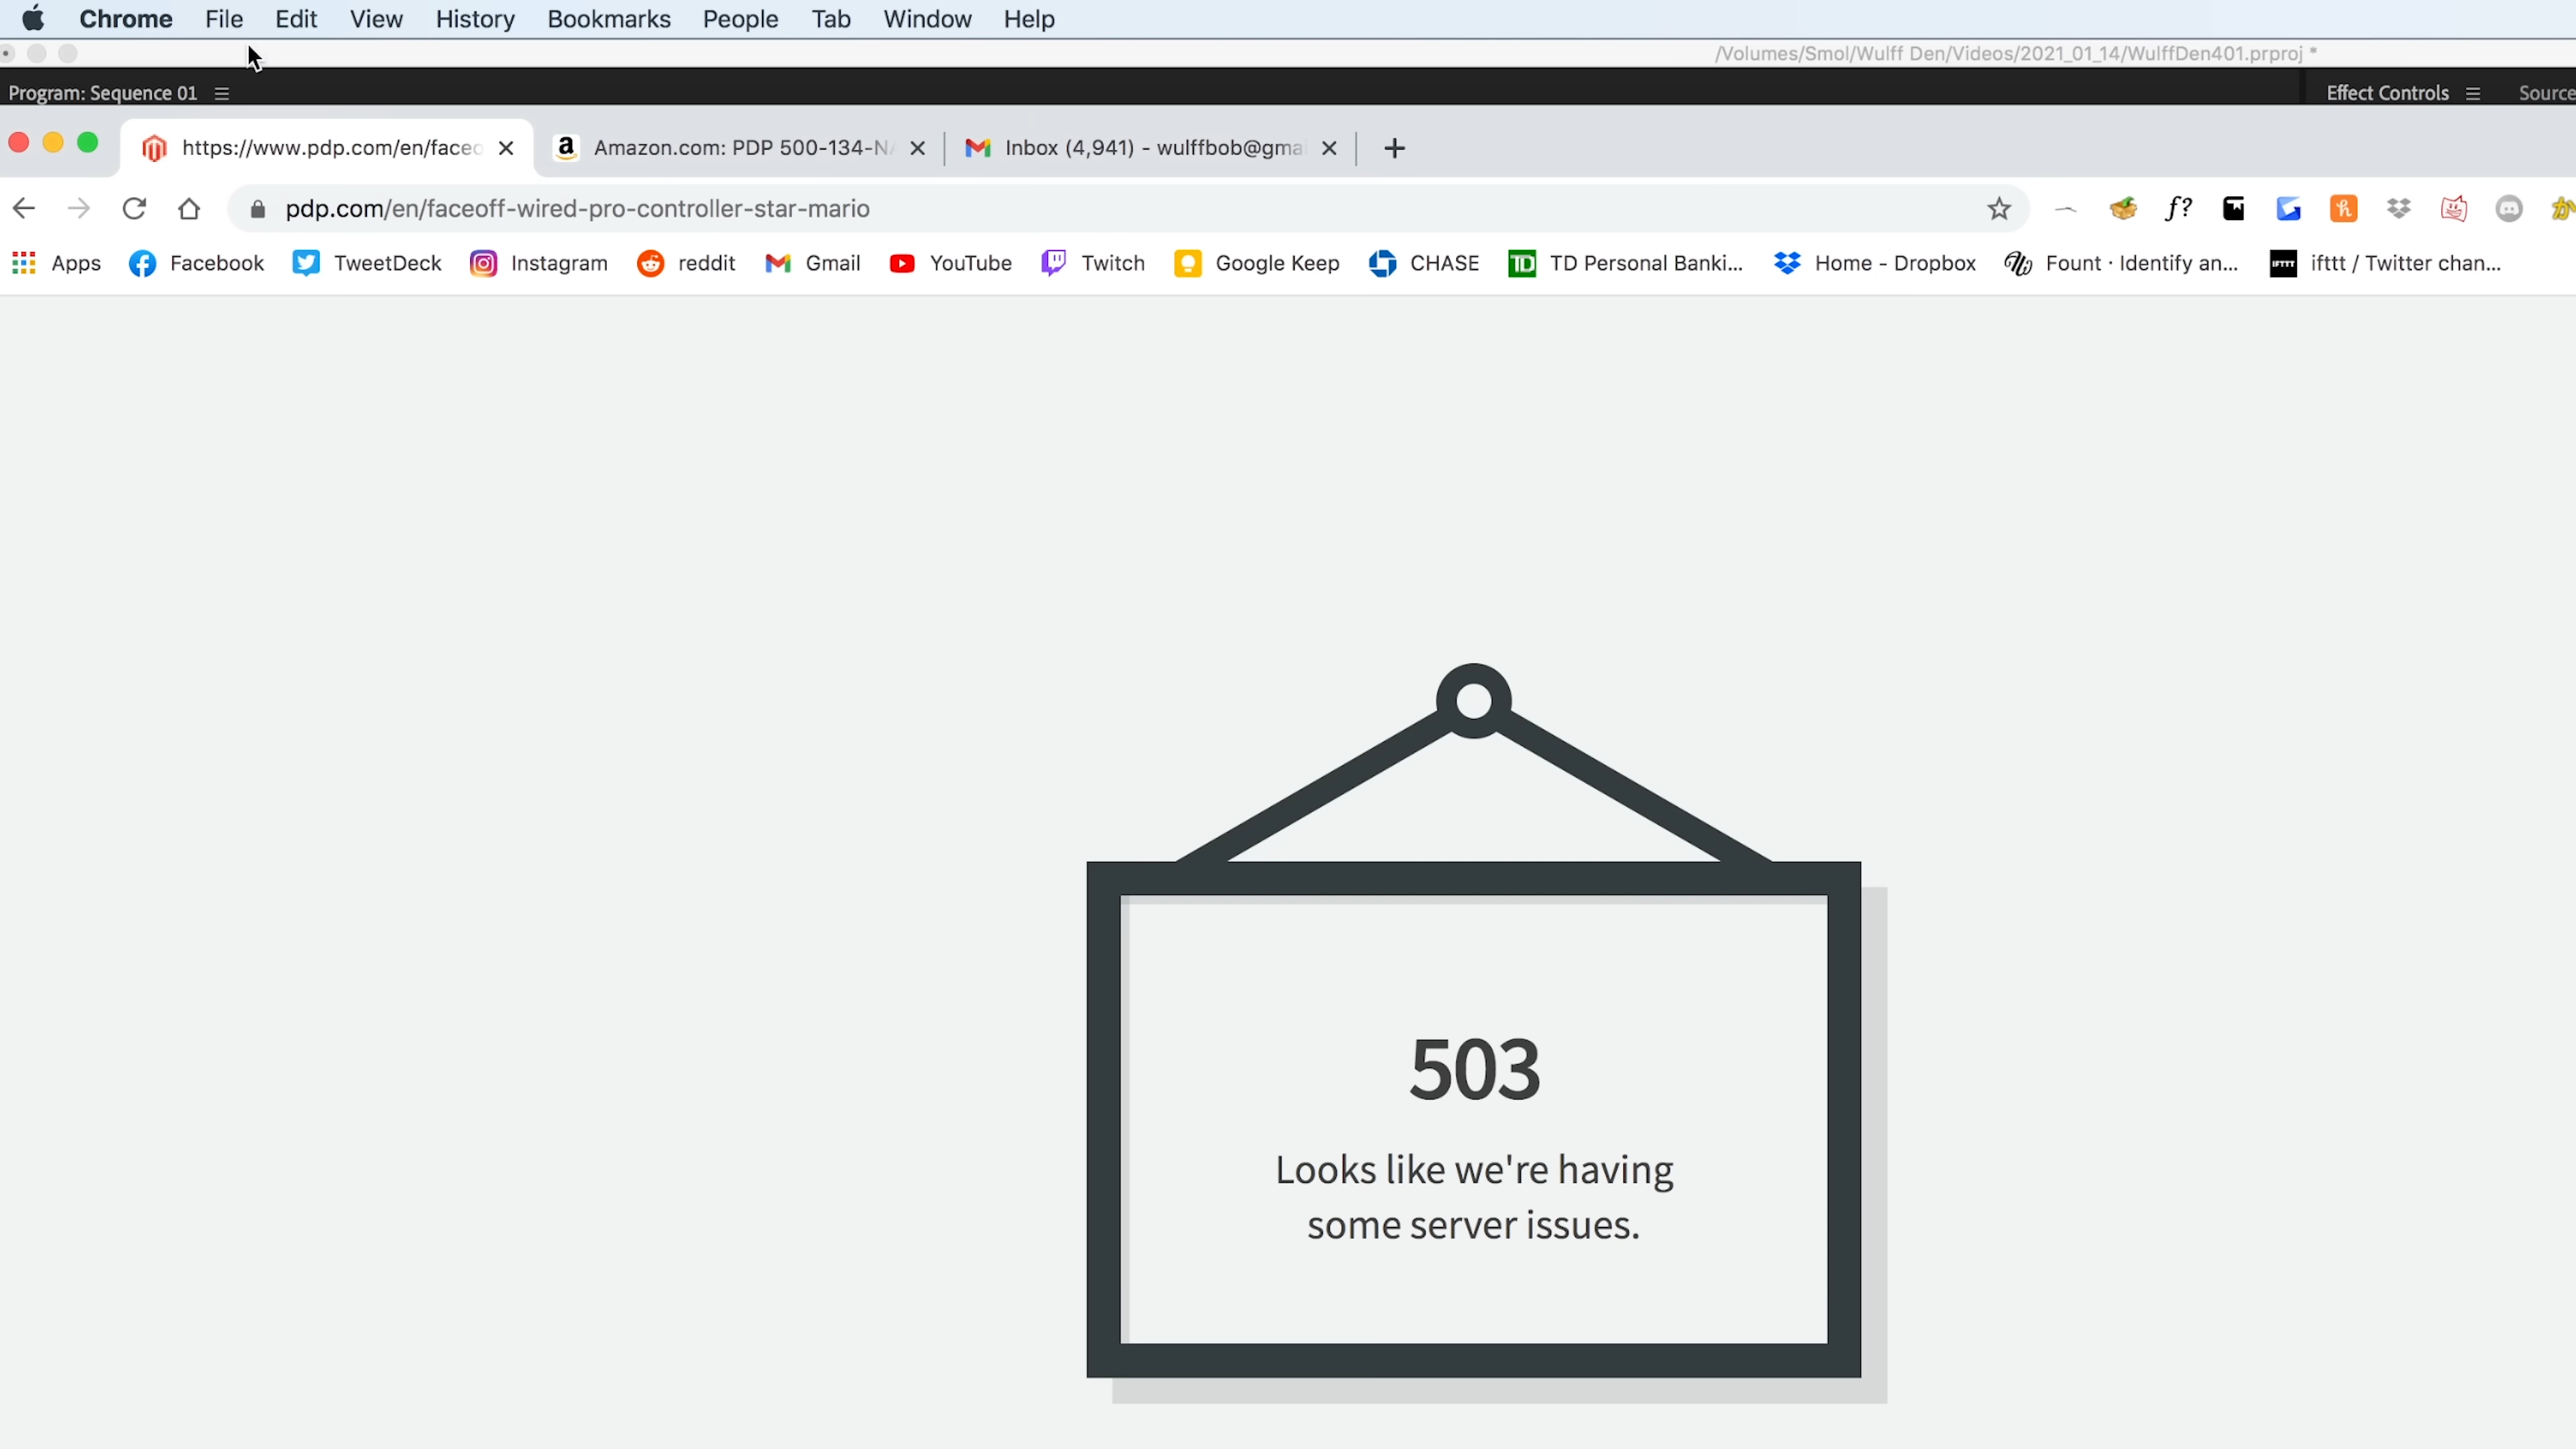 Chrome File Edit View History Bookmarks People Tab Window Help
/Volumes/Smol/Wulff Den/Videos/2021_01_14/WulffDen401.prproj *
Program: Sequence 01
Effect Controls
Source
https://www.pdp.com/en/faceo
Amazon.com: PDP 500-134-N
Inbox (4,941) - wulffbob@gma
pdp.com/en/faceoff-wired-pro-controller-star-mario
f?
Apps Facebook TweetDeck Instagram reddit Gmail YouTube Twitch Google Keep CHASE TD Personal Banki... Home - Dropbox Fount · Identify an... ifttt / Twitter chan...
503
Looks like we're having
some server issues.